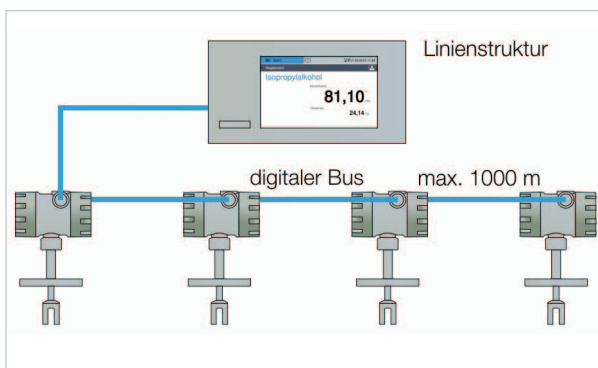 Linienstruktur
Isopropylalkohol
81,10
24,14
digitaler Bus max. 1000 m